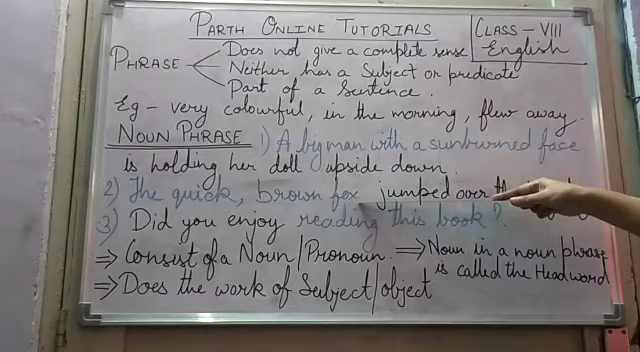 PARTH ONLINE TUTORIALS
CLASS - VIII
English
PHRASE
Does not give a complete sense
Neither has a Subject or predicate
Part of a Sentence.
Eg - very colourful, in the morning, flew away.
NOUN PHRASE 1) A big man with a sunburned face
is holding her doll upside down.
2) The quick, brown fox jumped over
3) Did you enjoy reading this book?
⇒ Consist of a Noun/Pronoun. ⇒ Noun in a noun phrase
is called the Headword
⇒ Does the work of Subject/object